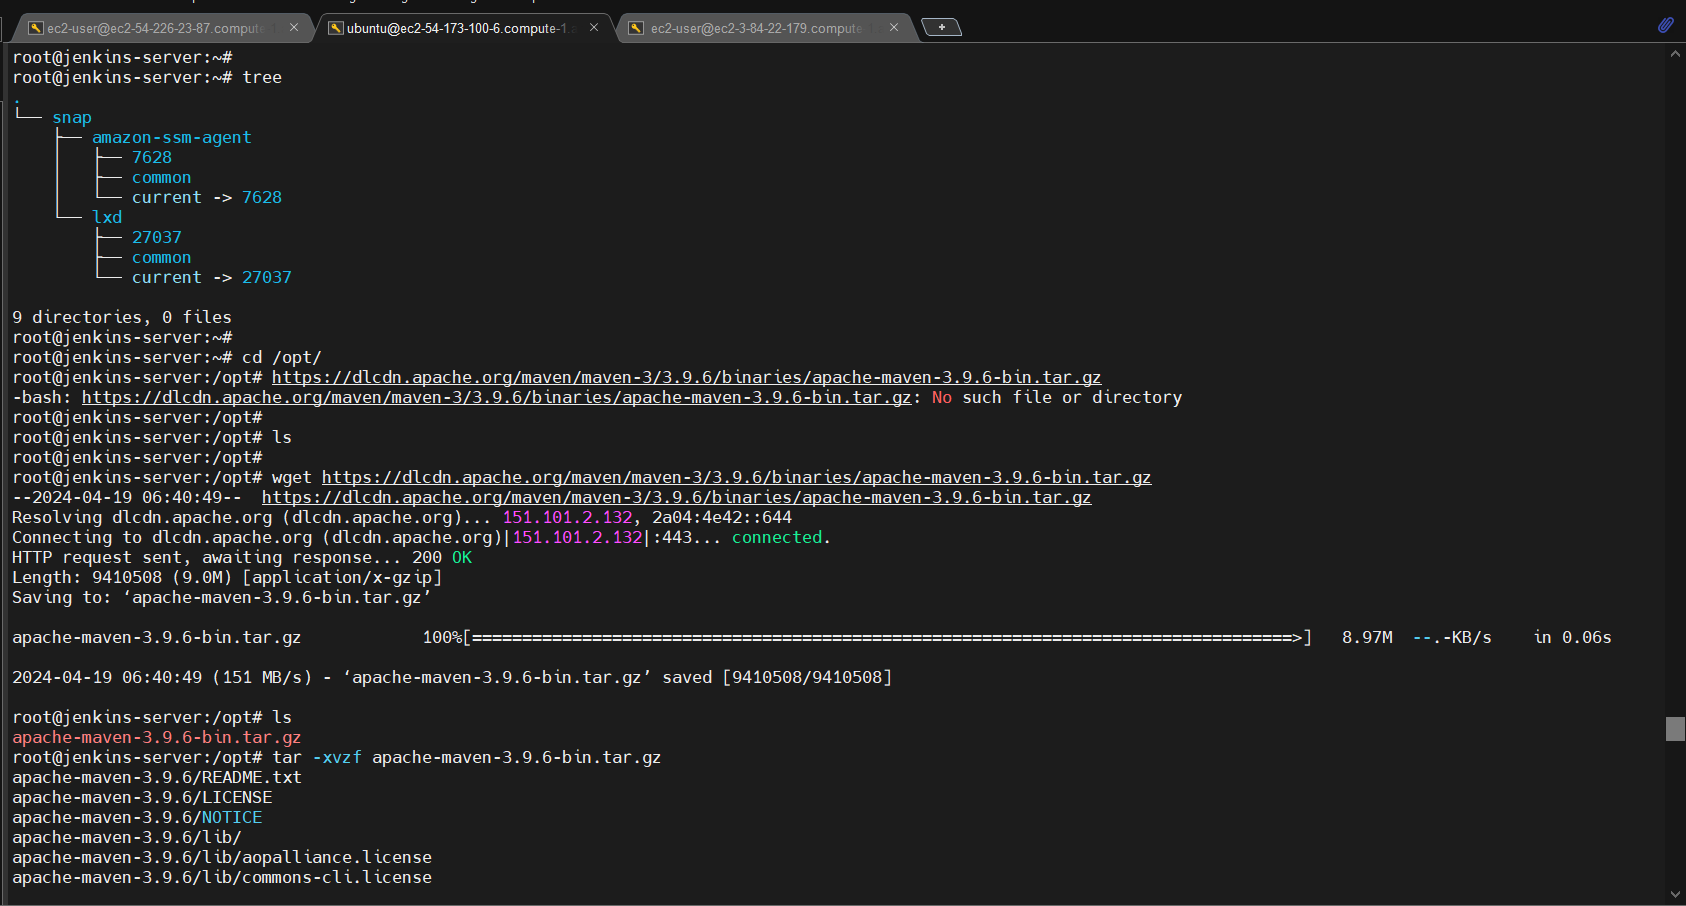 ec2-user@ec2-54-226-23-87.compute-1
ubuntu@ec2-54-173-100-6.compute-1.a
ec2-user@ec2-3-84-22-179.compute
root@jenkins-server:~#
root@jenkins-server:~# tree
.
└── snap
    ├── amazon-ssm-agent
    │   ├── 7628
    │   ├── common
    │   └── current -> 7628
    └── lxd
        ├── 27037
        ├── common
        └── current -> 27037
9 directories, 0 files
root@jenkins-server:~#
root@jenkins-server:~# cd /opt/
root@jenkins-server:/opt# https://dlcdn.apache.org/maven/maven-3/3.9.6/binaries/apache-maven-3.9.6-bin.tar.gz
-bash: https://dlcdn.apache.org/maven/maven-3/3.9.6/binaries/apache-maven-3.9.6-bin.tar.gz: No such file or directory
root@jenkins-server:/opt#
root@jenkins-server:/opt# ls
root@jenkins-server:/opt#
root@jenkins-server:/opt# wget https://dlcdn.apache.org/maven/maven-3/3.9.6/binaries/apache-maven-3.9.6-bin.tar.gz
--2024-04-19 06:40:49--  https://dlcdn.apache.org/maven/maven-3/3.9.6/binaries/apache-maven-3.9.6-bin.tar.gz
Resolving dlcdn.apache.org (dlcdn.apache.org)... 151.101.2.132, 2a04:4e42::644
Connecting to dlcdn.apache.org (dlcdn.apache.org)|151.101.2.132|:443... connected.
HTTP request sent, awaiting response... 200 OK
Length: 9410508 (9.0M) [application/x-gzip]
Saving to: ‘apache-maven-3.9.6-bin.tar.gz’
apache-maven-3.9.6-bin.tar.gz            100%[==================================================================================>]   8.97M  --.-KB/s    in 0.06s
2024-04-19 06:40:49 (151 MB/s) - ‘apache-maven-3.9.6-bin.tar.gz’ saved [9410508/9410508]
root@jenkins-server:/opt# ls
apache-maven-3.9.6-bin.tar.gz
root@jenkins-server:/opt# tar -xvzf apache-maven-3.9.6-bin.tar.gz
apache-maven-3.9.6/README.txt
apache-maven-3.9.6/LICENSE
apache-maven-3.9.6/NOTICE
apache-maven-3.9.6/lib/
apache-maven-3.9.6/lib/aopalliance.license
apache-maven-3.9.6/lib/commons-cli.license